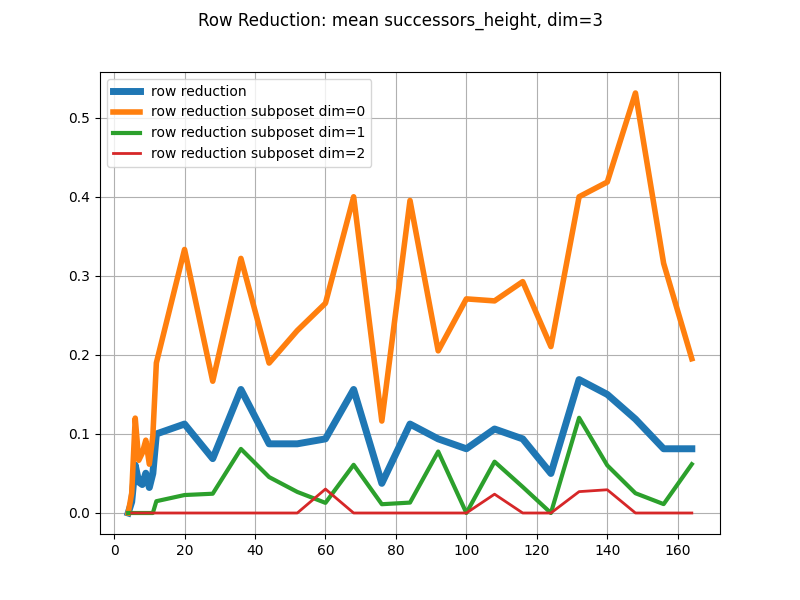 Row Reduction: mean successors_height, dim=3
row reduction
row reduction subposet dim=0
row reduction subposet dim=1
row reduction subposet dim=2
0.5
0.4
0.3
0.2
0.1
0.0
0 20 40 60 80 100 120 140 160